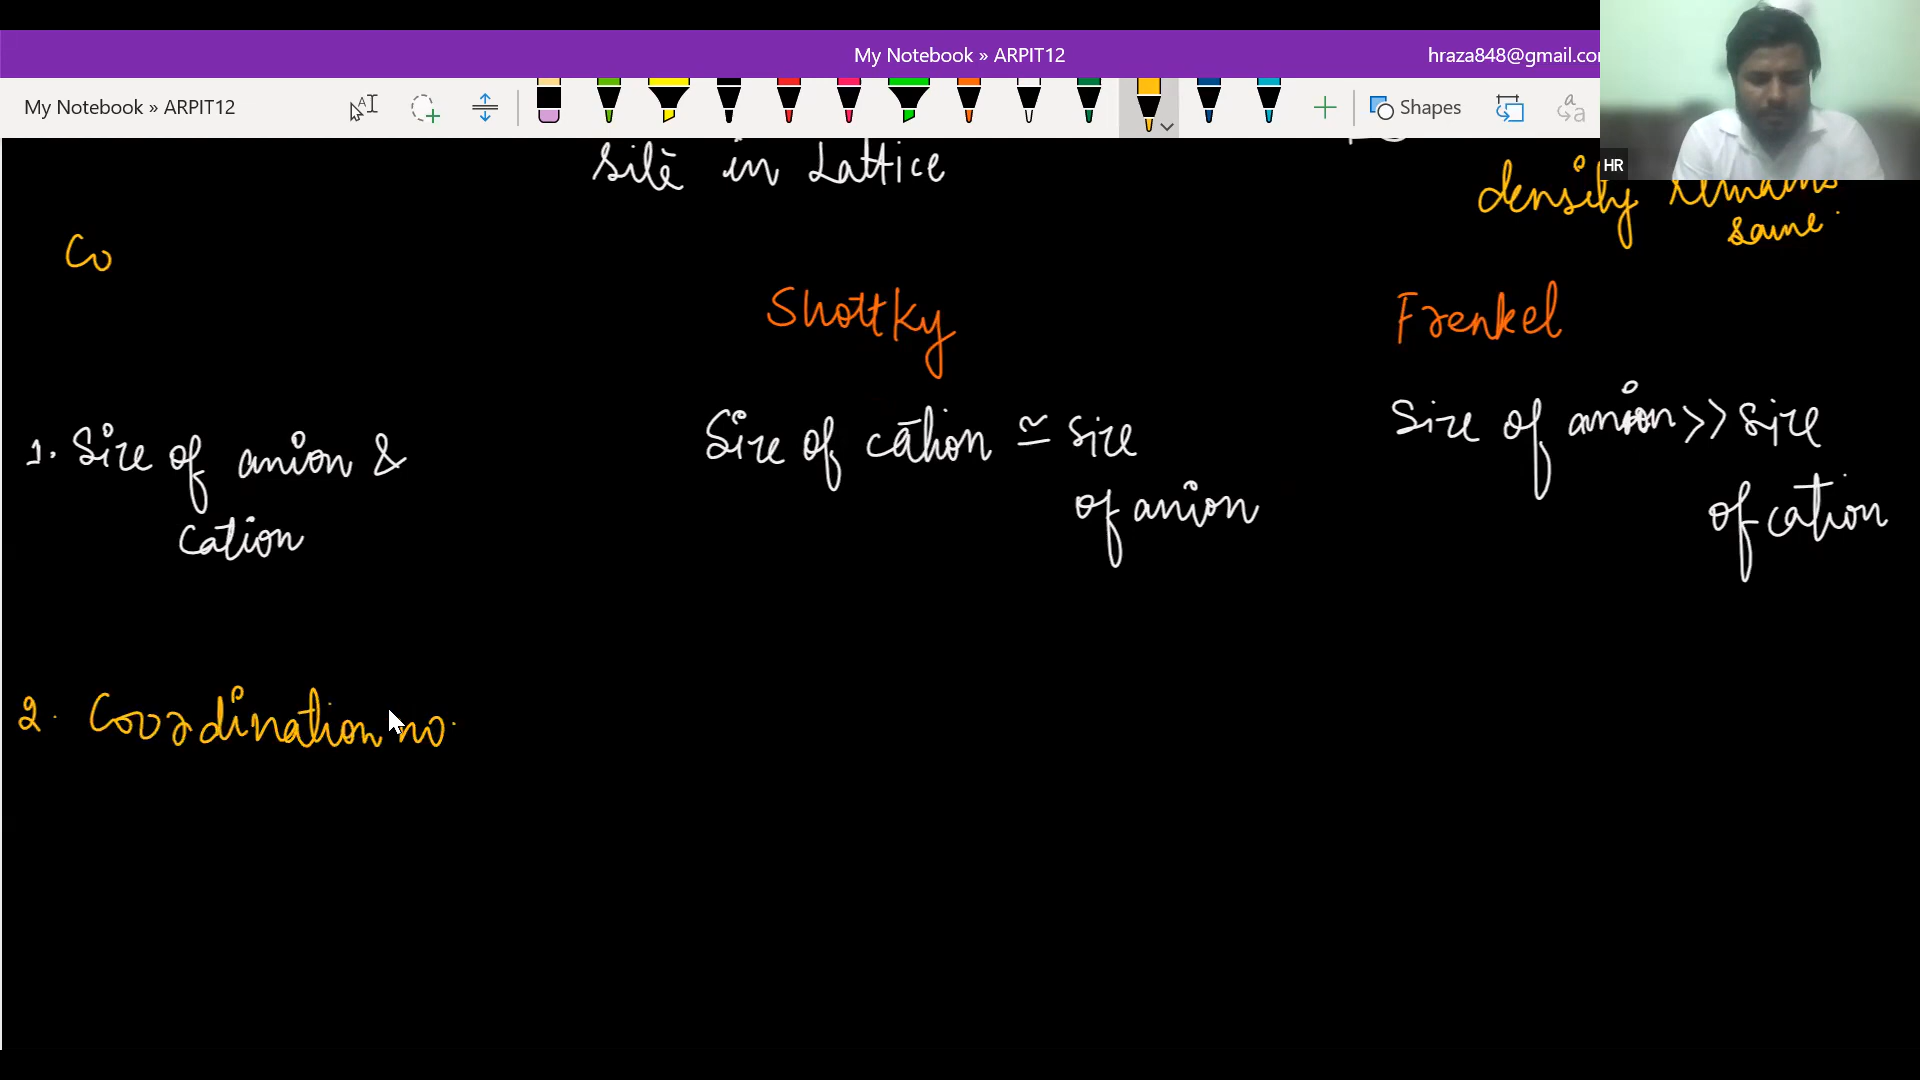 My Notebook » ARPIT12
hraza848@gmail.co
My Notebook » ARPIT12
Shapes
HR
site in Lattice
density remains
same
Co
Shottky
Frenkel
1. Size of anion &
cation
Size of cation ≃ size
of anion
Size of anion >> size
of cation
2. Coordination no.